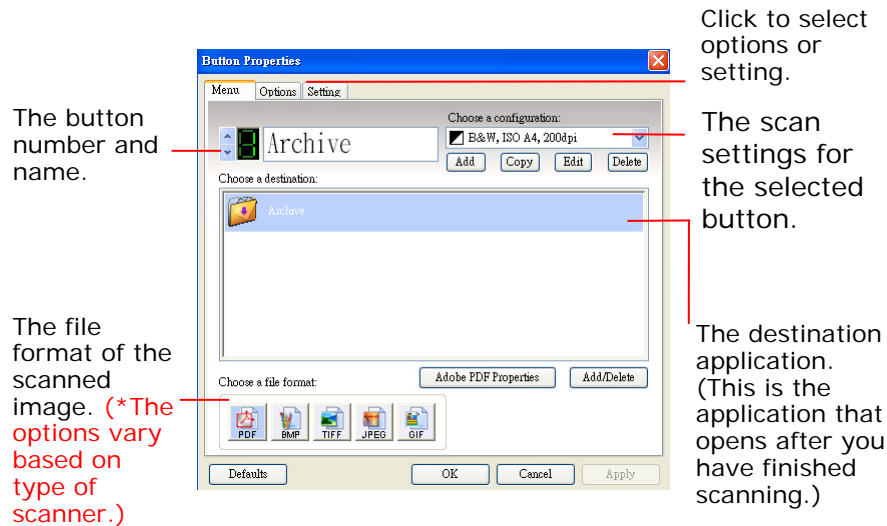 Click to select
options or
setting.
Button Properties
Menu Options Setting
The button
number and
name.
1 Archive
Choose a configuration:
B&W, ISO A4, 200dpi
Add Copy Edit Delete
The scan
settings for
the selected
button.
Choose a destination:
Archive
The file
format of the
scanned
image. (*The
options vary
based on
type of
scanner.)
The destination
application.
(This is the
application that
opens after you
have finished
scanning.)
Adobe PDF Properties Add/Delete
Choose a file format:
PDF BMP TIFF JPEG GIF
Defaults OK Cancel Apply